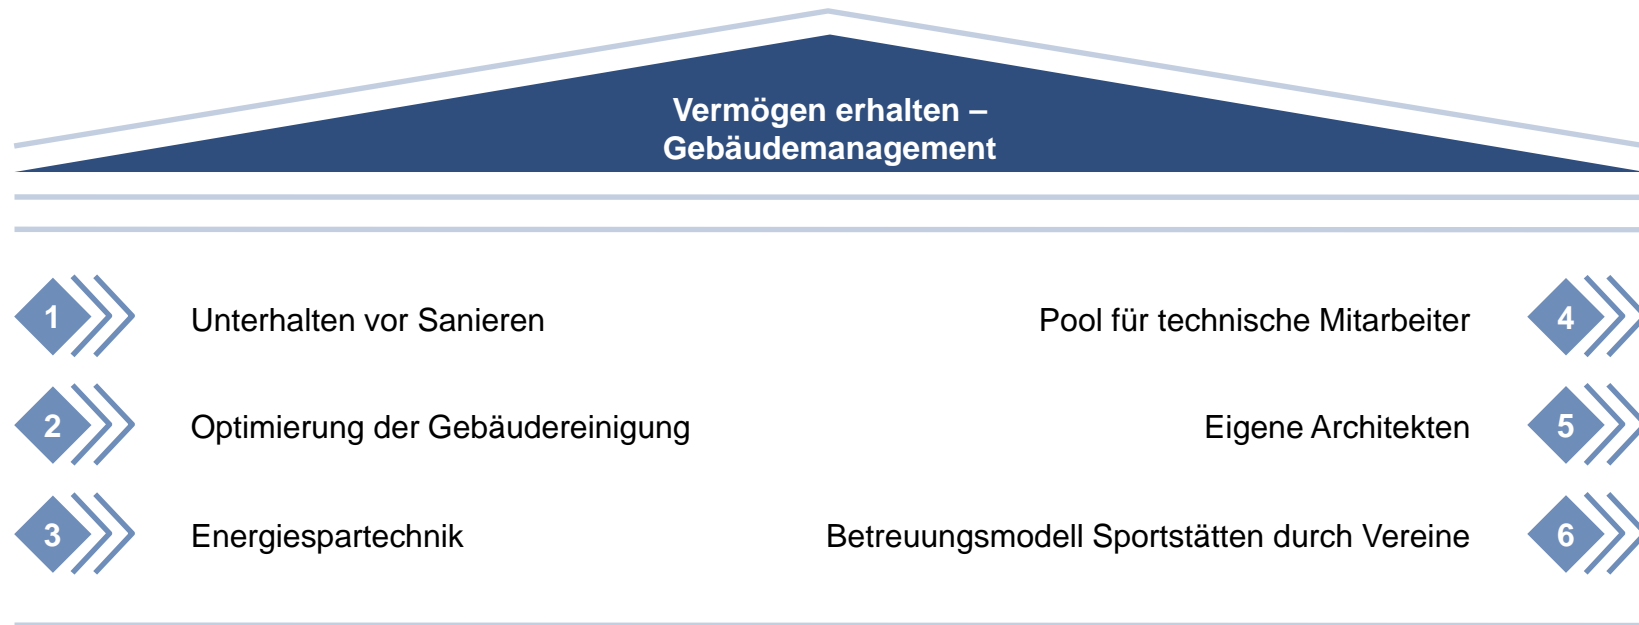 Vermögen erhalten –
Gebäudemanagement
1 Unterhalten vor Sanieren
2 Optimierung der Gebäudereinigung
3 Energiespartechnik
Pool für technische Mitarbeiter 4
Eigene Architekten 5
Betreuungsmodell Sportstätten durch Vereine 6